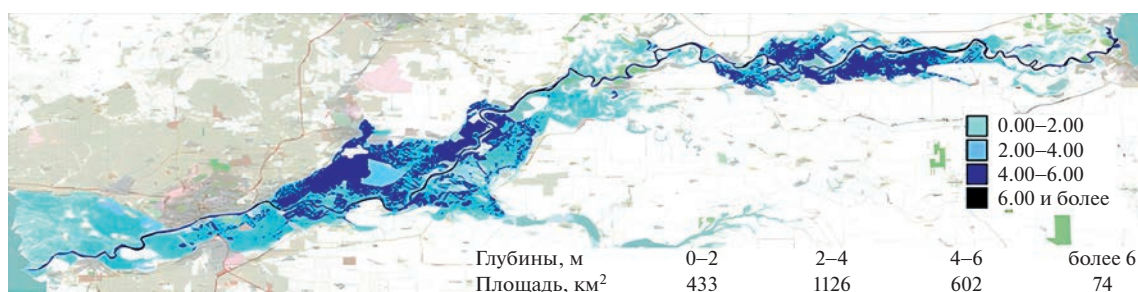 0.00–2.00
2.00–4.00
4.00–6.00
6.00 и более
Глубины, м 0–2 2–4 4–6 более 6
Площадь, км² 433 1126 602 74